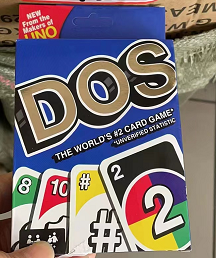 NEW
From the
Makers of
UNO
DOS
THE WORLD'S #2 CARD GAME*
*UNVERIFIED STATISTIC
8
10
#
#
2
2